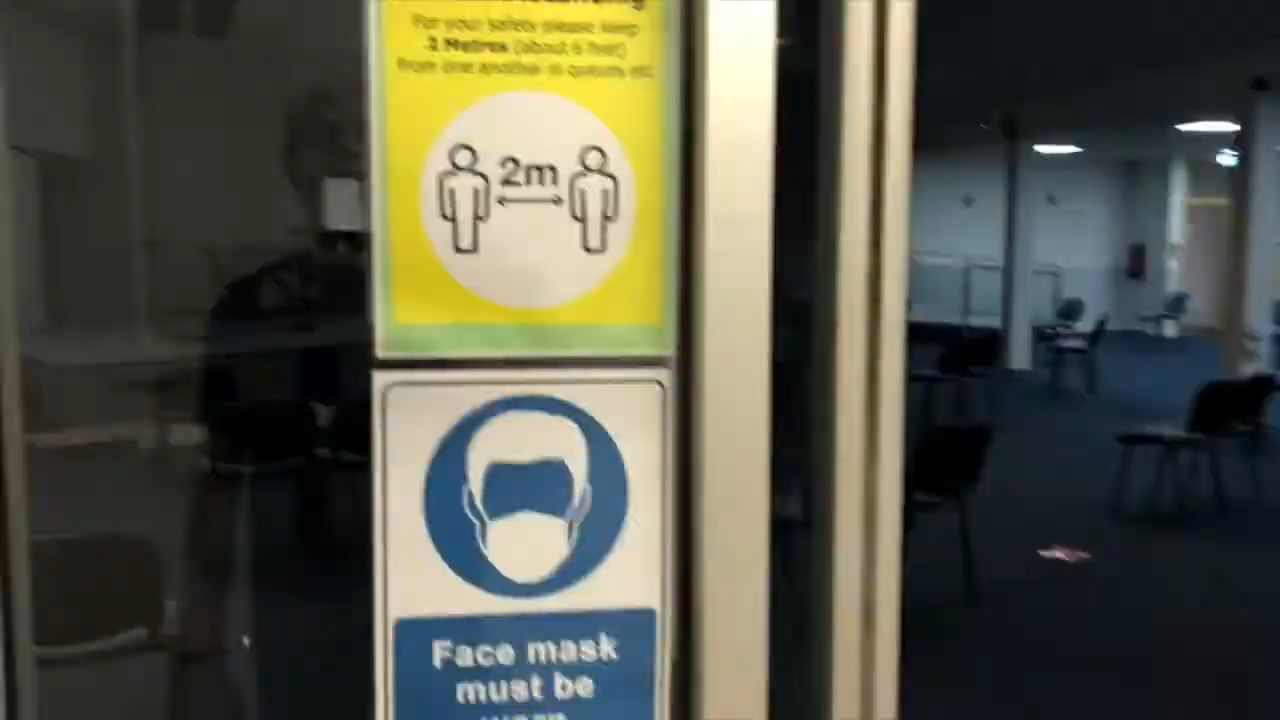 For your safety please keep
2 Metres (about 6 feet)
from one another in queues etc
2m
Face mask
must be
worn